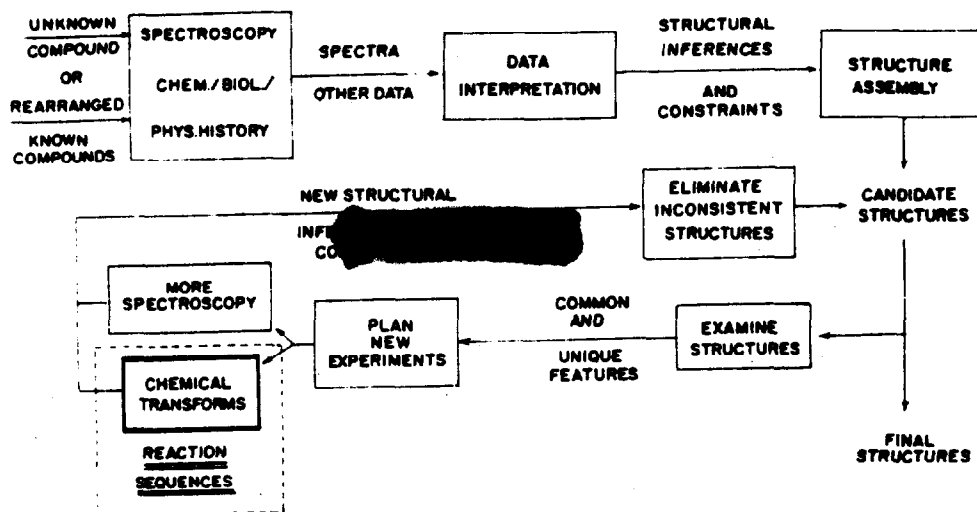 UNKNOWN
COMPOUND
OR
REARRANGED
KNOWN
COMPOUNDS
SPECTROSCOPY
CHEM./BIOL./
PHYS.HISTORY
SPECTRA
OTHER DATA
DATA
INTERPRETATION
STRUCTURAL
INFERENCES
AND
CONSTRAINTS
STRUCTURE
ASSEMBLY
NEW STRUCTURAL
ELIMINATE
INCONSISTENT
STRUCTURES
CANDIDATE
STRUCTURES
MORE
SPECTROSCOPY
PLAN
NEW
EXPERIMENTS
COMMON
AND
UNIQUE
FEATURES
EXAMINE
STRUCTURES
CHEMICAL
TRANSFORMS
REACTION
SEQUENCES
FINAL
STRUCTURES